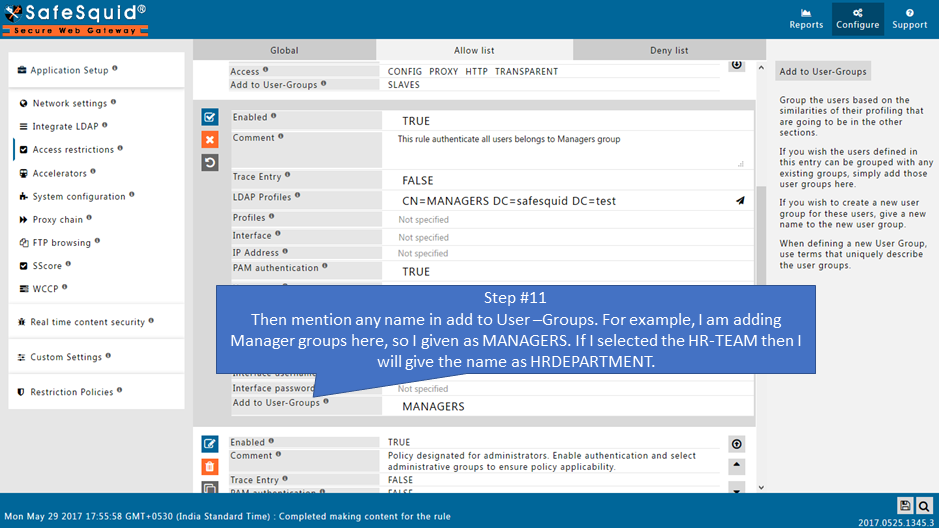 SafeSquid®
Secure Web Gateway
Reports
Configure
Support
Global
Allow list
Deny list
Application Setup
Network settings
Integrate LDAP
Access restrictions
Accelerators
System configuration
Proxy chain
FTP browsing
SScore
WCCP
Real time content security
Custom Settings
Restriction Policies
Access CONFIG PROXY HTTP TRANSPARENT
Add to User-Groups SLAVES
Enabled TRUE
Comment This rule authenticate all users belongs to Managers group
Trace Entry FALSE
LDAP Profiles CN=MANAGERS DC=safesquid DC=test
Profiles Not specified
Interface Not specified
IP Address Not specified
PAM authentication TRUE
Step #11
Then mention any name in add to User –Groups. For example, I am adding
Manager groups here, so I given as MANAGERS. If I selected the HR-TEAM then I
will give the name as HRDEPARTMENT.
Interface password Not specified
Add to User-Groups MANAGERS
Enabled TRUE
Comment Policy designated for administrators. Enable authentication and select
administrative groups to ensure policy applicability.
Trace Entry FALSE
PAM authentication FALSE
Add to User-Groups
Group the users based on the
similarities of their profiling that
are going to be in the other
sections.
If you wish the users defined in
this entry can be grouped with any
existing groups, simply add those
user groups here.
If you wish to create a new user
group for these users, give a new
name to the new user group.
When defining a new User Group,
use terms that uniquely describe
the user groups.
Mon May 29 2017 17:55:58 GMT+0530 (India Standard Time) : Completed making content for the rule
2017.0525.1345.3